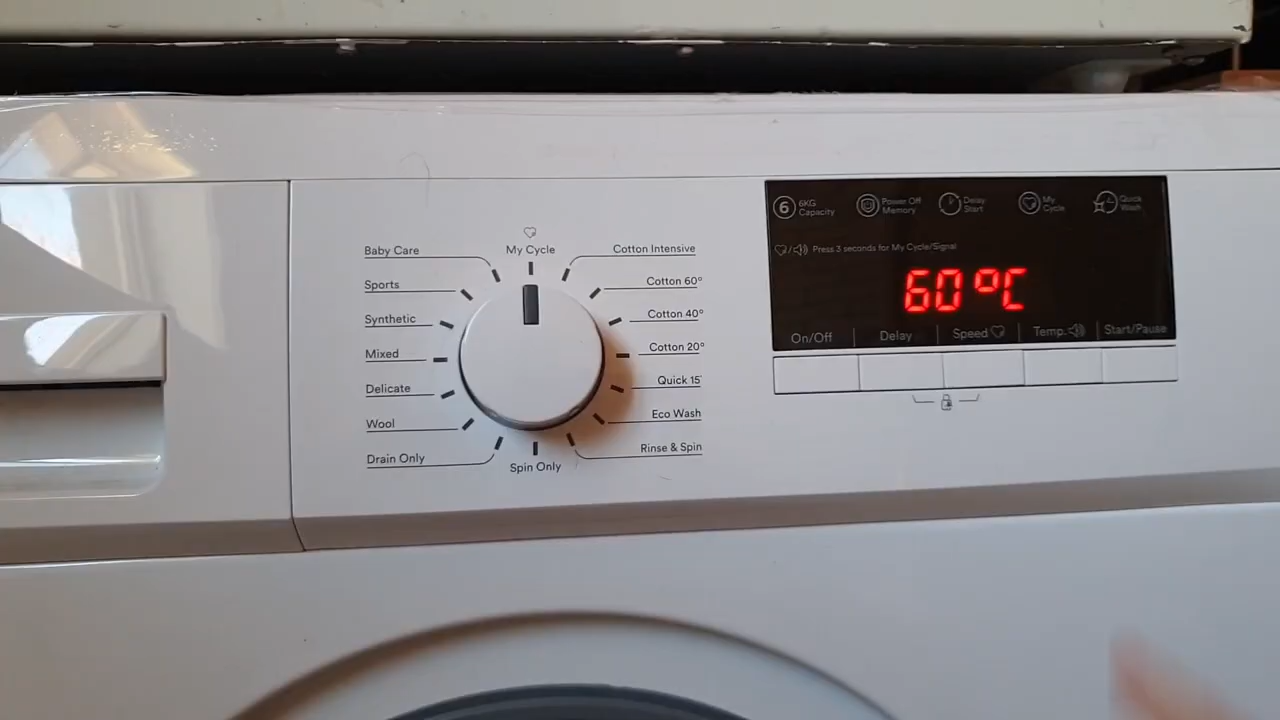 My Cycle
Baby Care
Sports
Synthetic
Mixed
Delicate
Wool
Drain Only
Spin Only
Cotton Intensive
Cotton 60°
Cotton 40°
Cotton 20°
Quick 15'
Eco Wash
Rinse & Spin
6 6KG
Capacity
Power Off
Memory
Delay
Start
My
Cycle
Quick
Wash
/ Press 3 seconds for My Cycle/Signal
60°C
On/Off Delay Speed Temp. Start/Pause